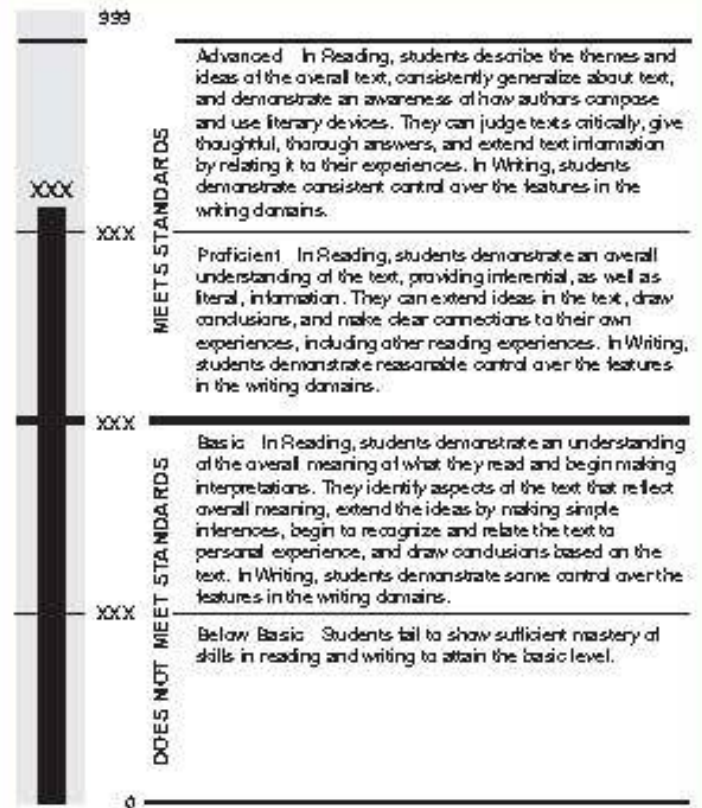 999
Advanced In Reading, students describe the themes and
ideas of the overall text, consistently generalize about text,
and demonstrate an awareness of how authors compose
and use literary devices. They can judge texts critically, give
thoughtful, thorough answers, and extend text information
by relating it to their experiences. In Writing, students
demonstrate consistent control over the features in the
writing domains.
MEETS STANDARDS
XXX
XXX
Proficient In Reading, students demonstrate an overall
understanding of the text, providing inferential, as well as
literal, information. They can extend ideas in the text, draw
conclusions, and make clear connections to their own
experiences, including other reading experiences. In Writing,
students demonstrate reasonable control over the features
in the writing domains.
XXX
Basic In Reading, students demonstrate an understanding
of the overall meaning of what they read and begin making
interpretations. They identify aspects of the text that reflect
overall meaning, extend the ideas by making simple
inferences, begin to recognize and relate the text to
personal experience, and draw conclusions based on the
text. In Writing, students demonstrate some control over the
features in the writing domains.
DOES NOT MEET STANDARDS
XXX
Below Basic Students fail to show sufficient mastery of
skills in reading and writing to attain the basic level.
0